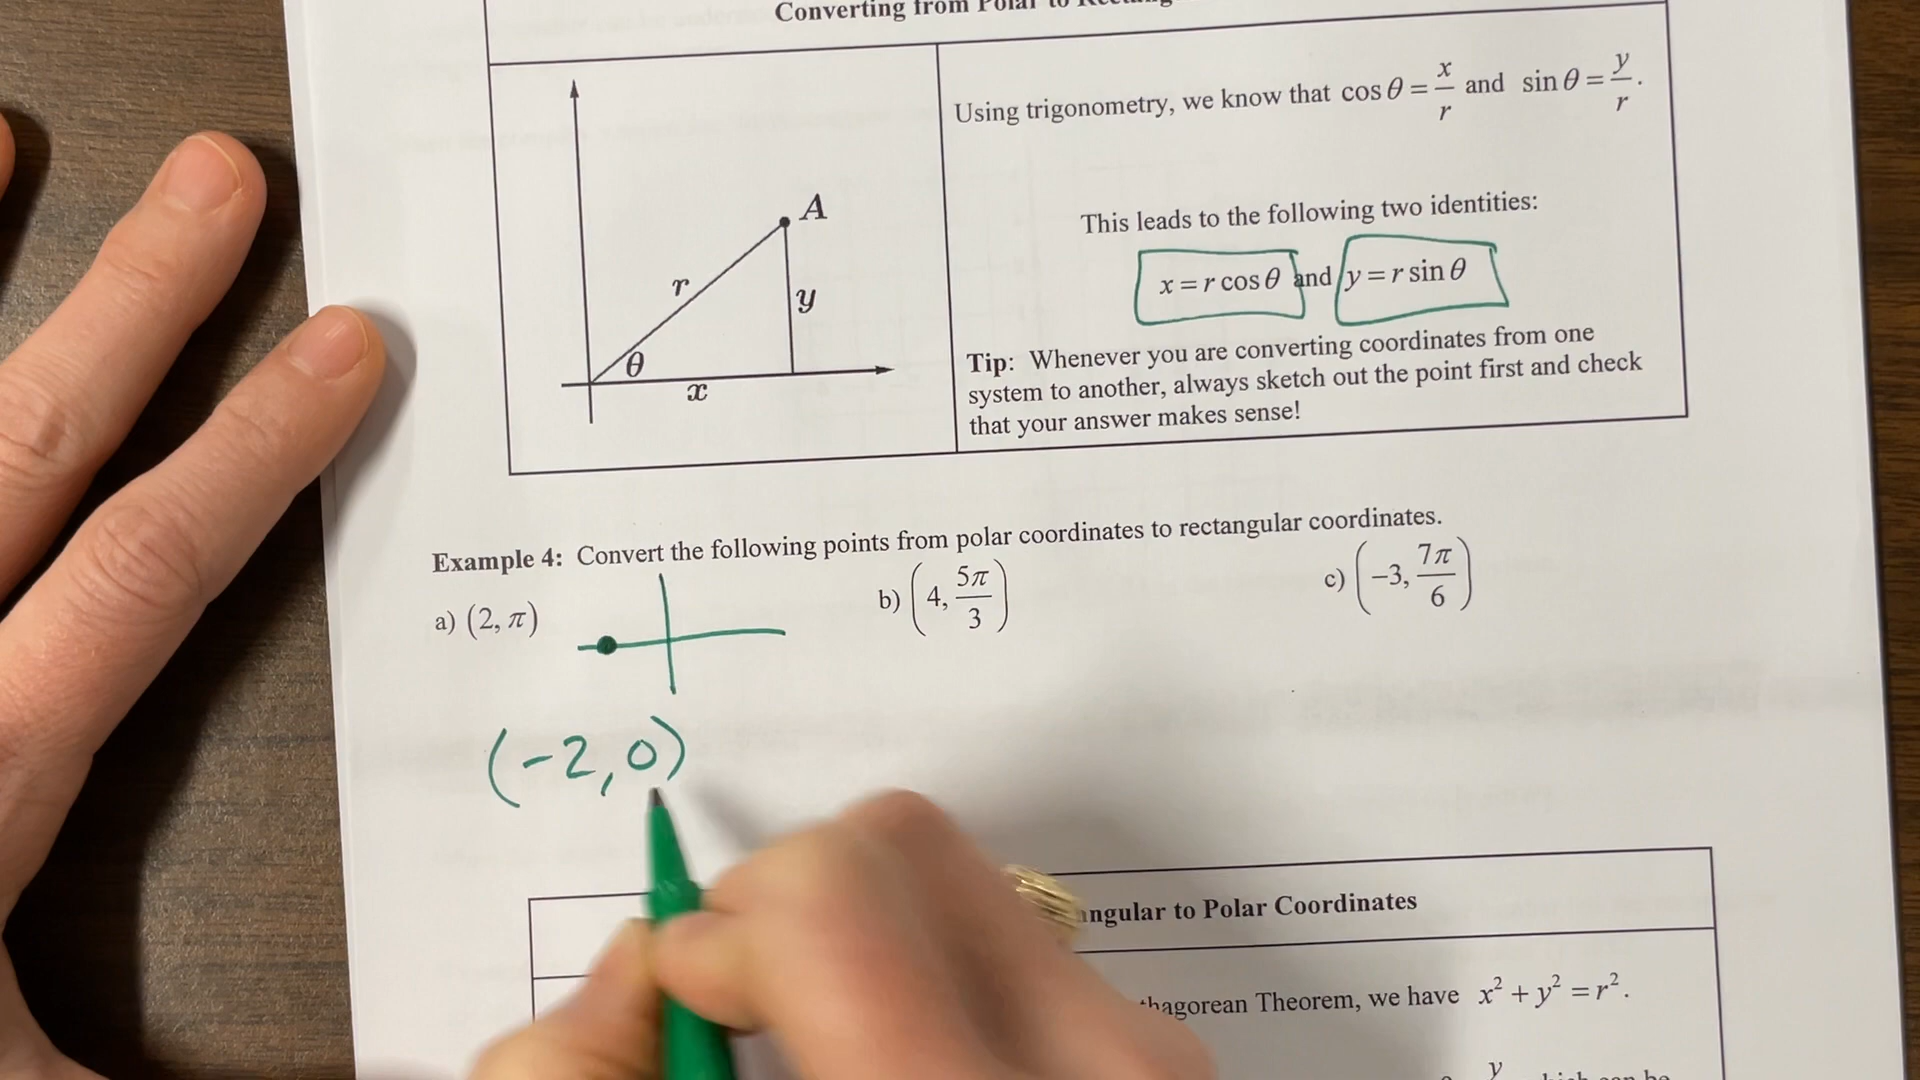 Converting from Polar to
A
r
y
θ
x
Using trigonometry, we know that cos θ = x/r and sin θ = y/r.
This leads to the following two identities:
x = r cos θ and y = r sin θ
Tip: Whenever you are converting coordinates from one
system to another, always sketch out the point first and check
that your answer makes sense!
Example 4: Convert the following points from polar coordinates to rectangular coordinates.
a) (2, π)
b) (4, 5π/3)
c) (−3, 7π/6)
(-2,0)
to Polar Coordinates
Theorem, we have x² + y² = r².
y